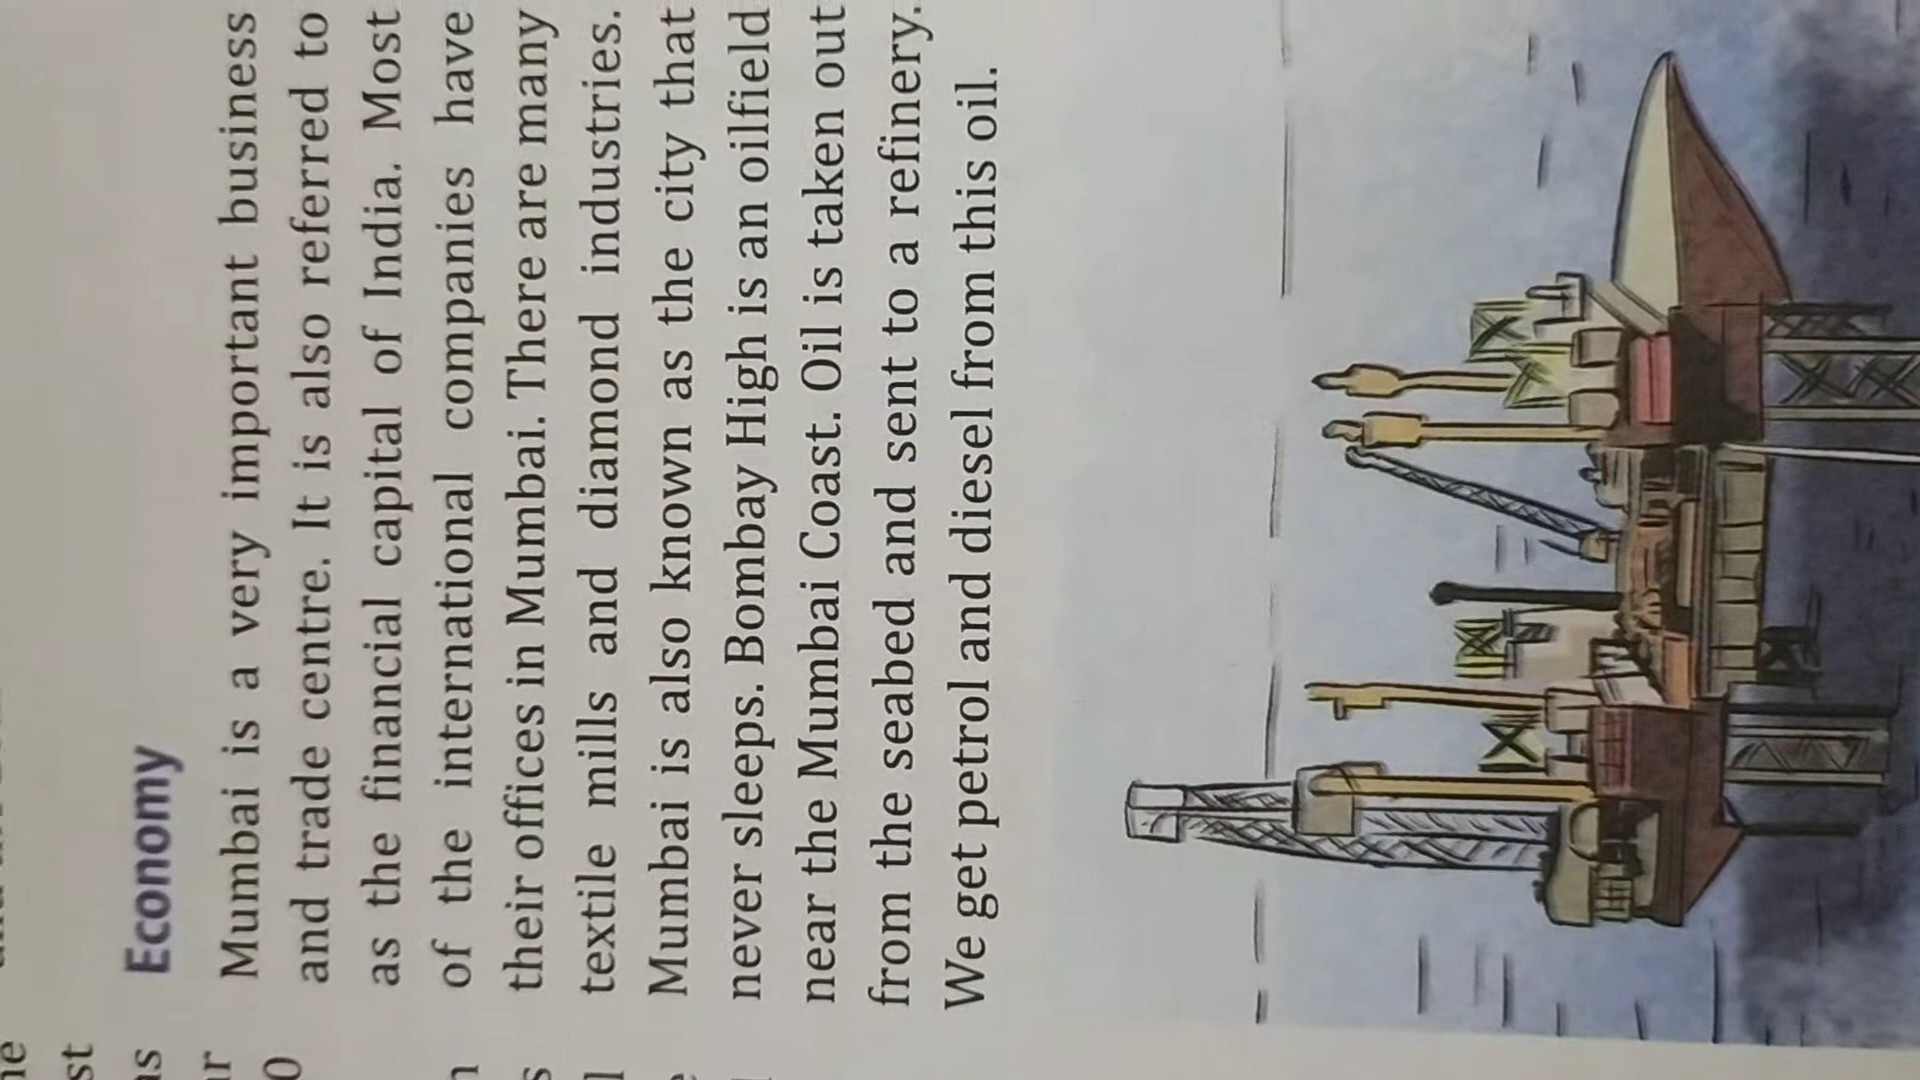 Economy
Mumbai is a very important business
and trade centre. It is also referred to
as the financial capital of India. Most
of the international companies have
their offices in Mumbai. There are many
textile mills and diamond industries.
Mumbai is also known as the city that
never sleeps. Bombay High is an oilfield
near the Mumbai Coast. Oil is taken out
from the seabed and sent to a refinery.
We get petrol and diesel from this oil.